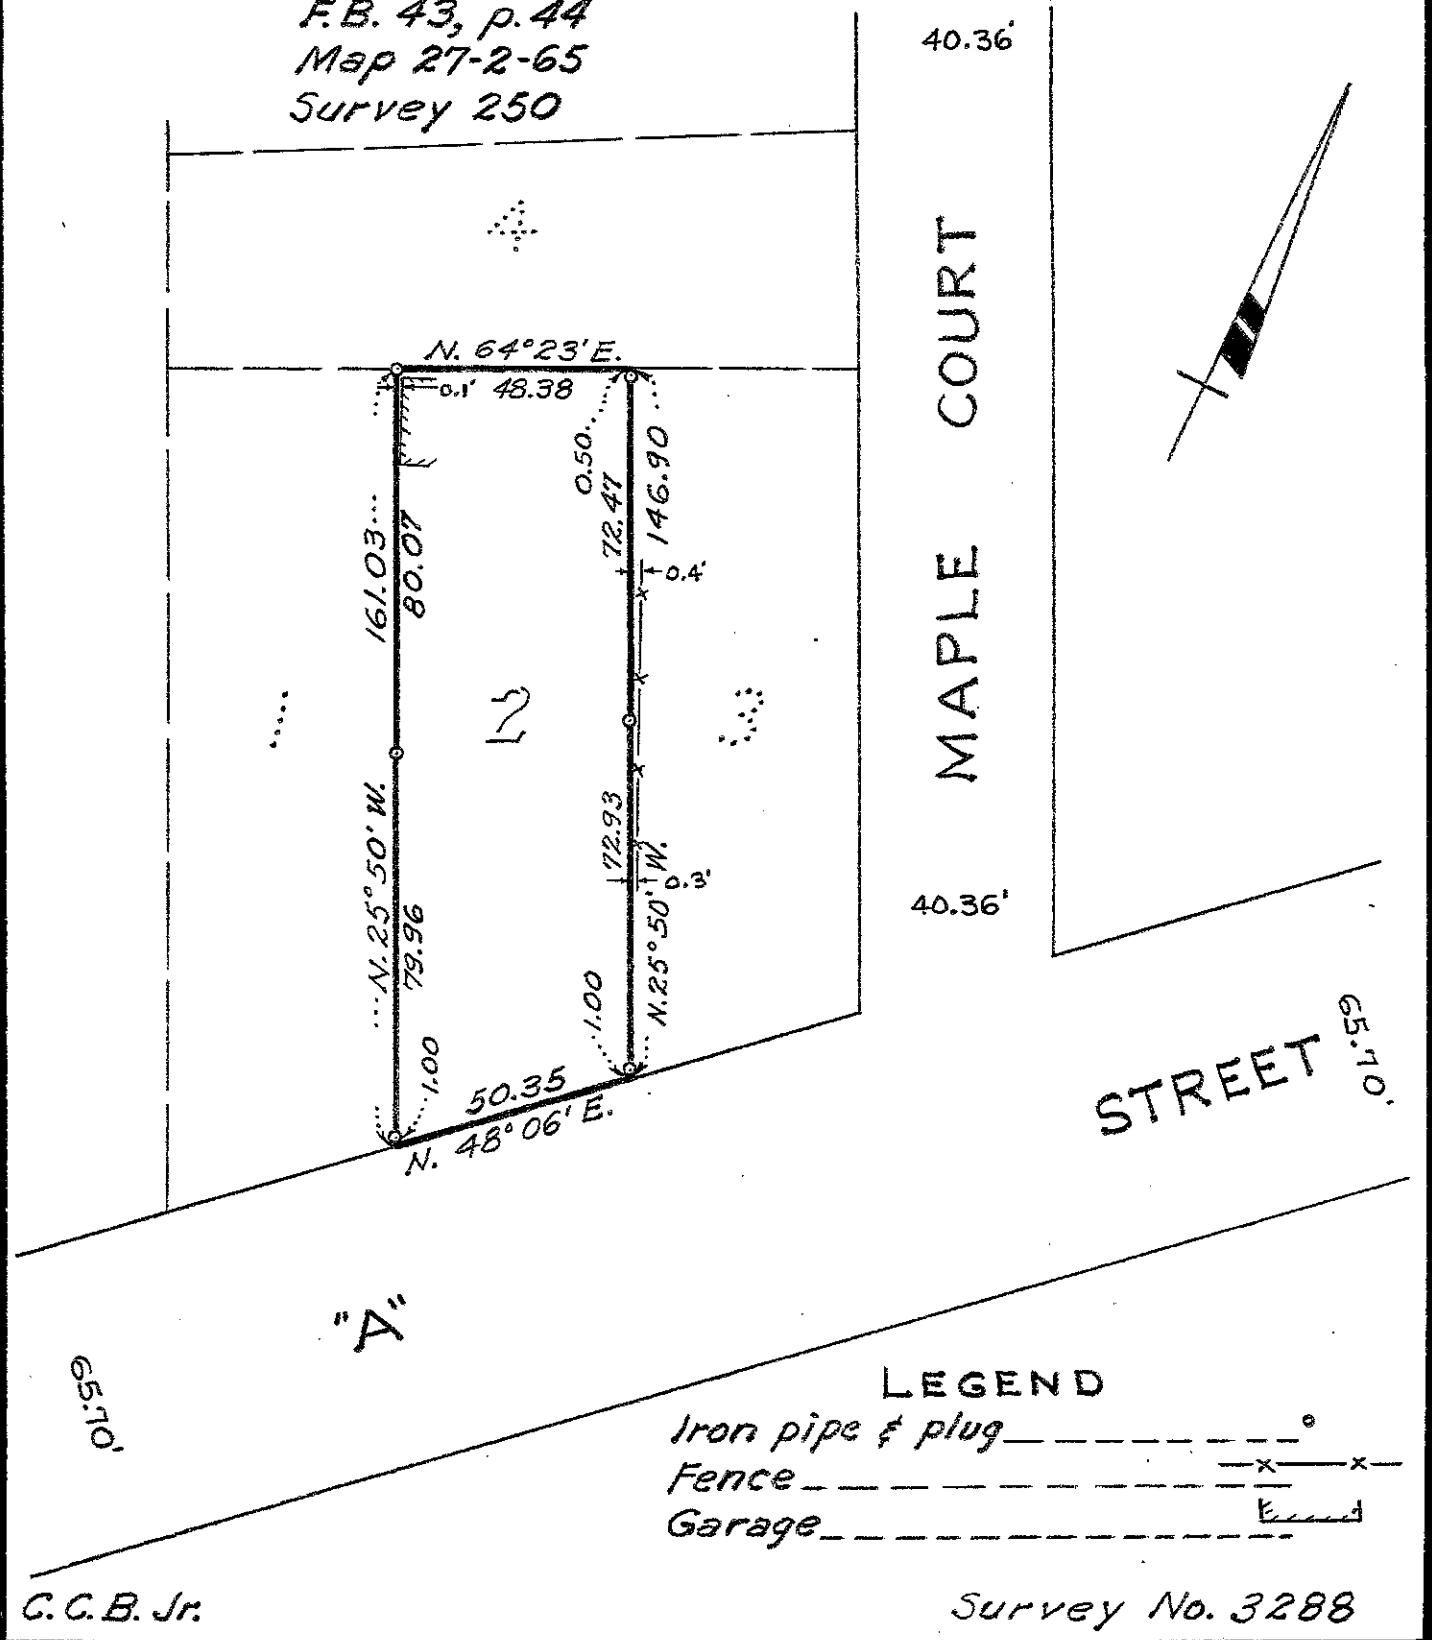 F.B. 43, p. 44
Map 27-2-65
Survey 250
40.36'
4
N. 64°23' E.
0.1' 48.38
0.50
72.47
146.90
0.4'
161.03
80.07
1
2
3
MAPLE COURT
N. 25° 50' W.
79.96
72.93
N. 25° 50' W.
0.3'
40.36'
1.00
1.00
50.35
N. 48° 06' E.
"A" STREET
65.70'
65.70'
LEGEND
Iron pipe & plug
Fence
Garage
C.C.B. Jr.
Survey No. 3288